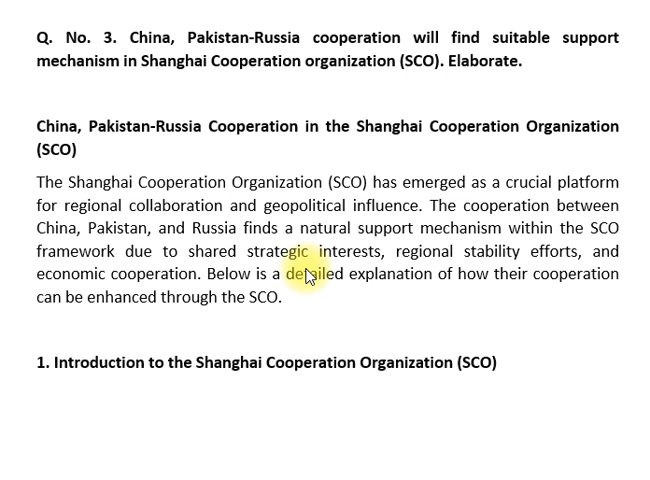 Q. No. 3. China, Pakistan-Russia cooperation will find suitable support
mechanism in Shanghai Cooperation organization (SCO). Elaborate.
China, Pakistan-Russia Cooperation in the Shanghai Cooperation Organization
(SCO)
The Shanghai Cooperation Organization (SCO) has emerged as a crucial platform
for regional collaboration and geopolitical influence. The cooperation between
China, Pakistan, and Russia finds a natural support mechanism within the SCO
framework due to shared strategic interests, regional stability efforts, and
economic cooperation. Below is a detailed explanation of how their cooperation
can be enhanced through the SCO.
1. Introduction to the Shanghai Cooperation Organization (SCO)